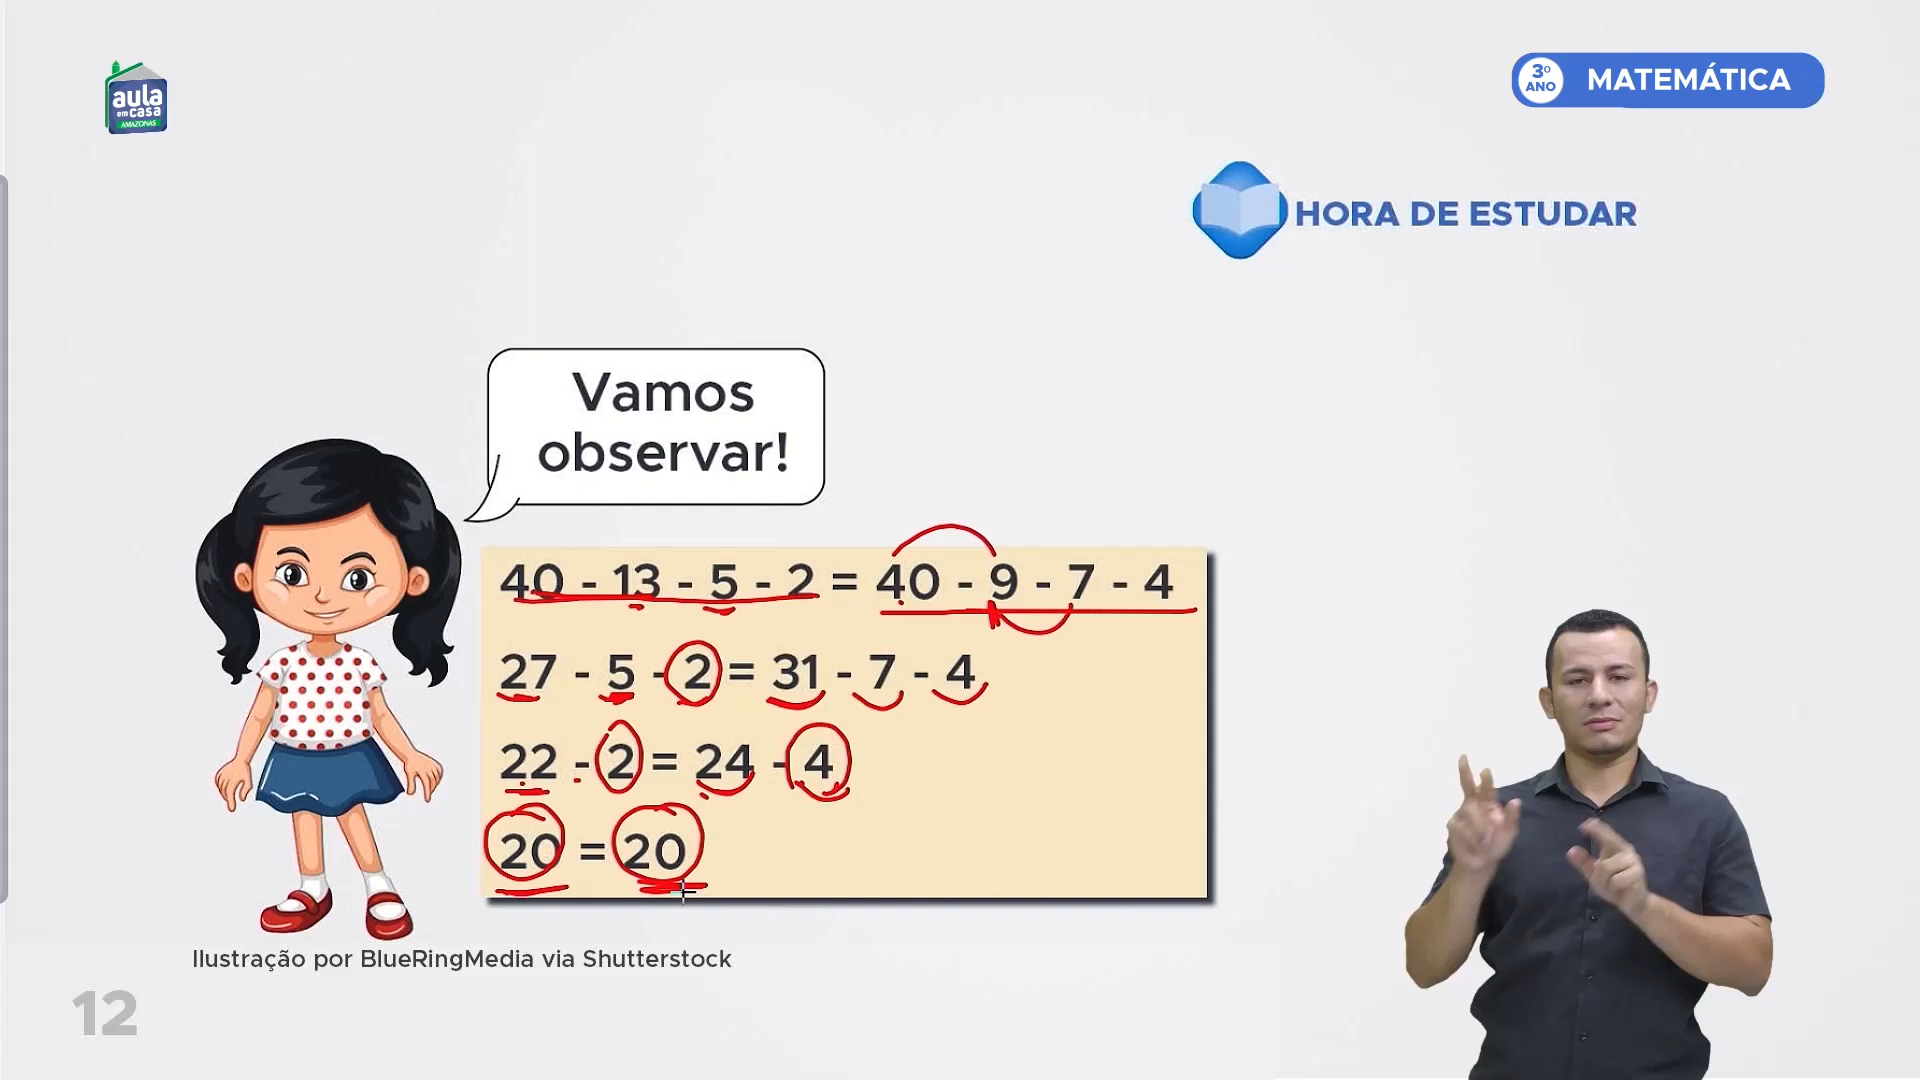 aula
em casa
AMAZONAS
3º
ANO
MATEMÁTICA
HORA DE ESTUDAR
Vamos
observar!
40 - 13 - 5 - 2 = 40 - 9 - 7 - 4
27 - 5 - 2 = 31 - 7 - 4
22 - 2 = 24 - 4
20 = 20
Ilustração por BlueRingMedia via Shutterstock
12